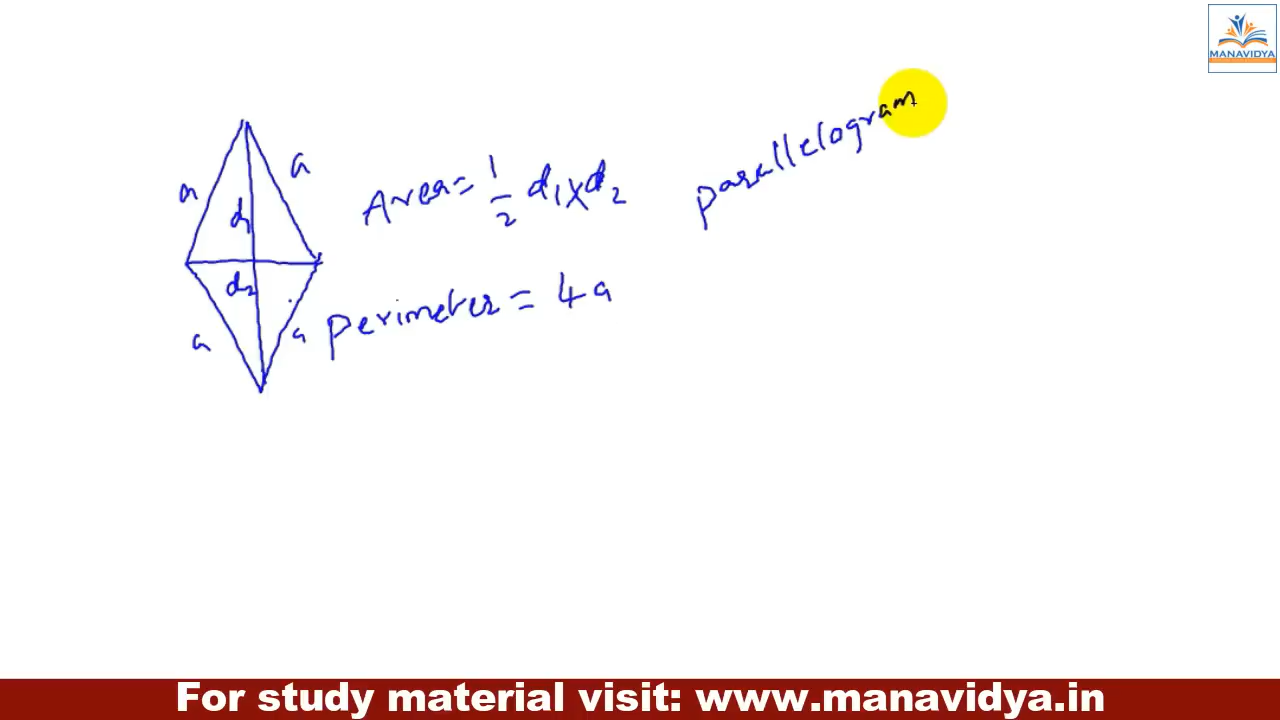 MANAVIDYA
parallelogram
a
a
Area = 1/2 d1 x d2
d1
d2
Perimeter = 4a
a
a
For study material visit: www.manavidya.in